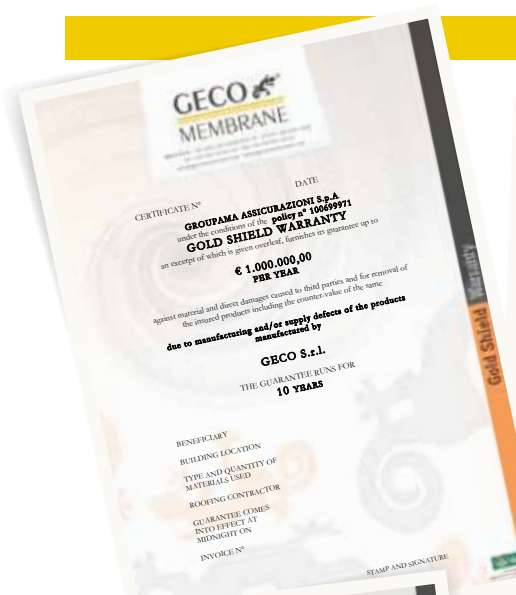 GECO
MEMBRANE
DATE
CERTIFICATE N°
GROUPAMA ASSICURAZIONI S.p.A
under the conditions of the policy n° 100699971
GOLD SHIELD WARRANTY
an excerpt of which is given overleaf, furnishes its guarantee up to
€ 1.000.000,00
PER YEAR
against material and direct damages caused to third parties and for removal of
the insured products including the counter-value of the same
due to manufacturing and/or supply defects of the products
manufactured by
GECO S.r.l.
THE GUARANTEE RUNS FOR
10 YEARS
BENEFICIARY
BUILDING LOCATION
TYPE AND QUANTITY OF
MATERIALS USED
ROOFING CONTRACTOR
GUARANTEE COMES
INTO EFFECT AT
MIDNIGHT ON
INVOICE N°
STAMP AND SIGNATURE
Gold Shield Warranty